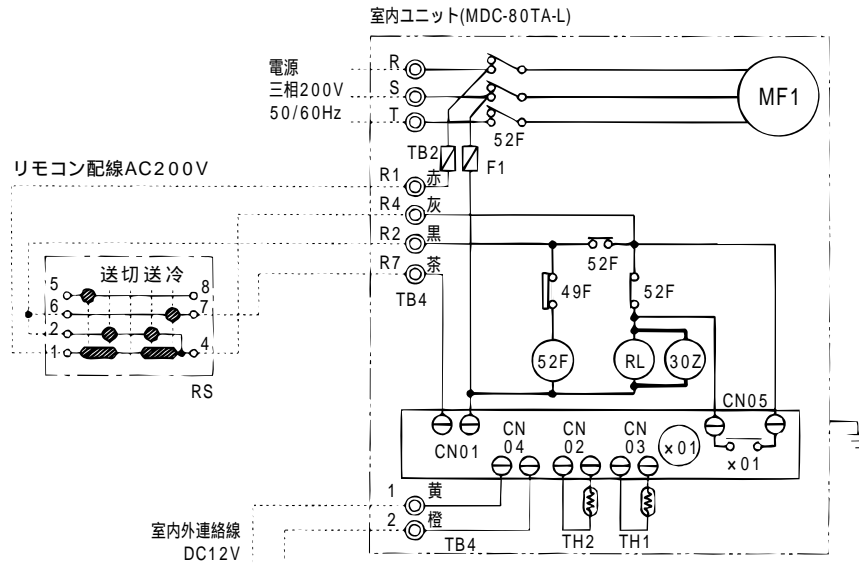 室内ユニット(MDC-80TA-L)
電源
三相200V
50/60Hz
R
S
T
52F
MF1
TB2
F1
リモコン配線AC200V
R1 赤
R4 灰
R2 黒
R7 茶
TB4
52F
49F
52F
送切送冷
5
8
6
7
2
1
4
RS
52F
RL
30Z
CN05
CN01
CN
04
CN
02
CN
03
×01
×01
1 黄
2 橙
TB4
TH2
TH1
室内外連絡線
DC12V